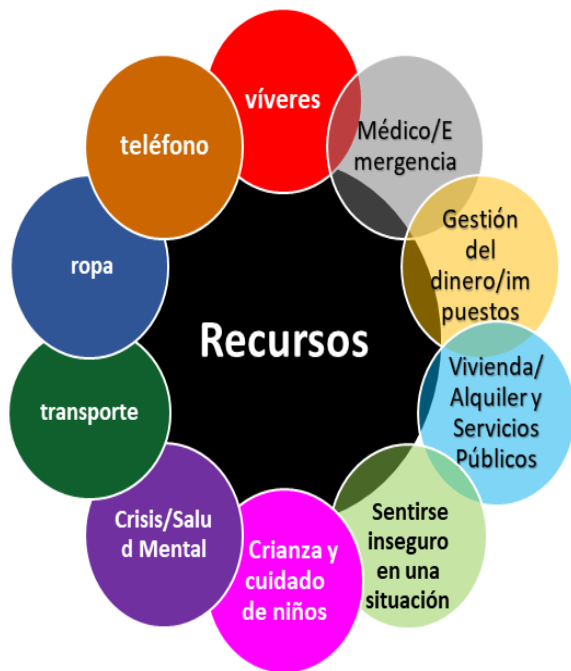 víveres
Médico/E
mergencia
Gestión
del
dinero/im
puestos
Vivienda/
Alquiler y
Servicios
Públicos
Sentirse
inseguro
en una
situación
Crianza y
cuidado
de niños
Crisis/Salu
d Mental
transporte
ropa
teléfono
Recursos